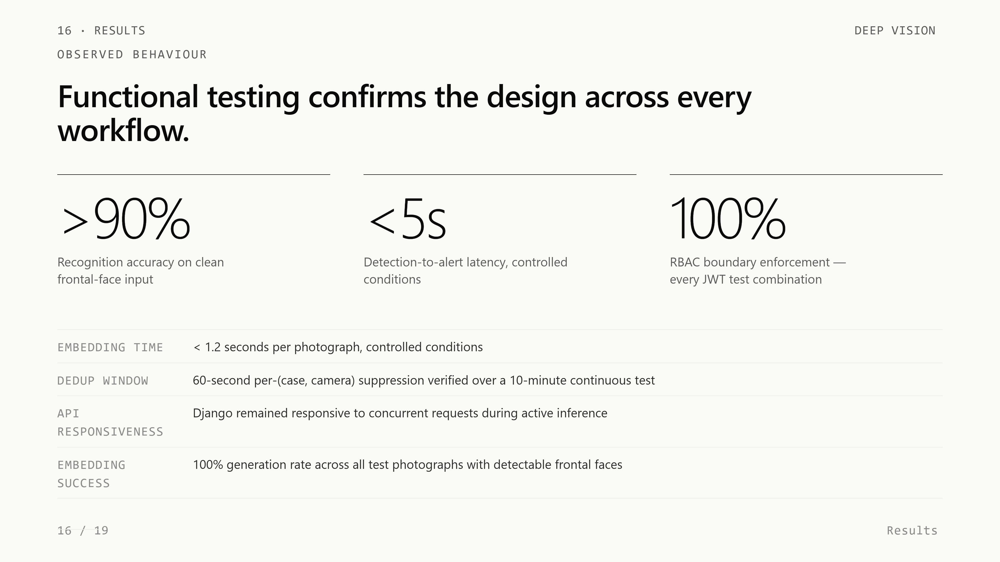 16 · RESULTS
DEEP VISION
OBSERVED BEHAVIOUR
Functional testing confirms the design across every
workflow.
>90%
Recognition accuracy on clean
frontal-face input
<5s
Detection-to-alert latency, controlled
conditions
100%
RBAC boundary enforcement —
every JWT test combination
EMBEDDING TIME
< 1.2 seconds per photograph, controlled conditions
DEDUP WINDOW
60-second per-(case, camera) suppression verified over a 10-minute continuous test
API
RESPONSIVENESS
Django remained responsive to concurrent requests during active inference
EMBEDDING
SUCCESS
100% generation rate across all test photographs with detectable frontal faces
16 / 19
Results